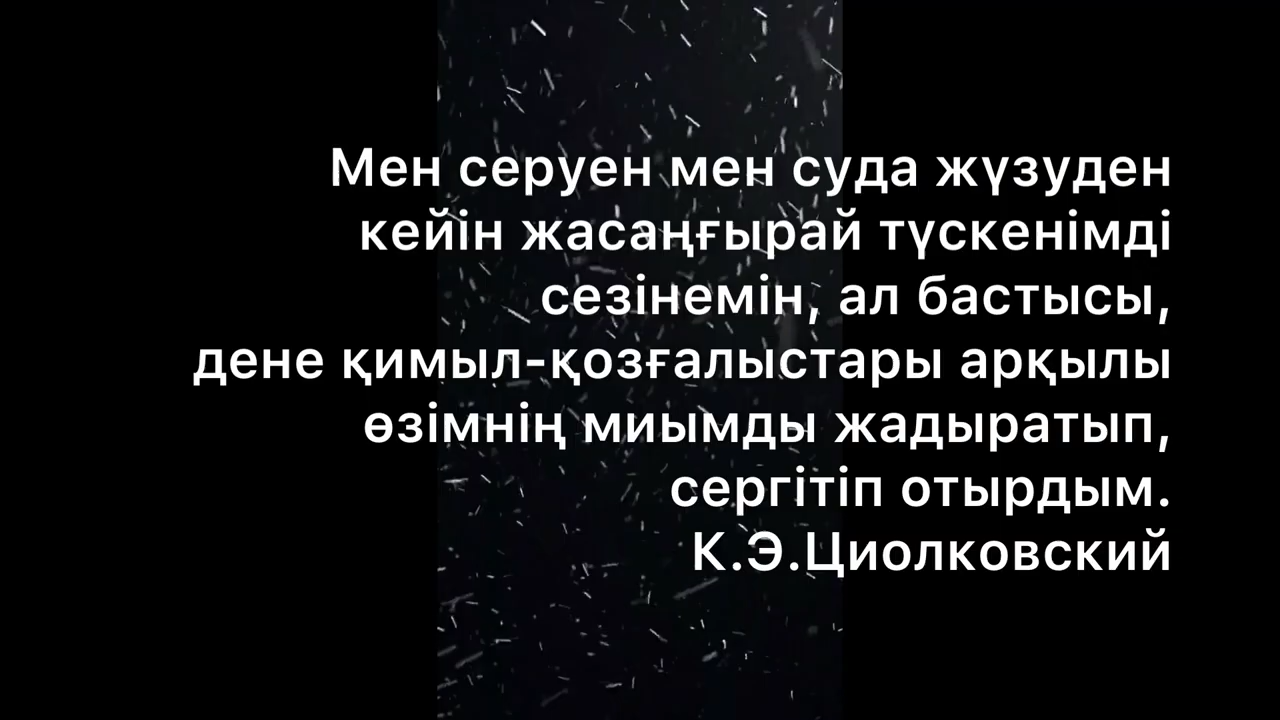 Мен серуен мен суда жүзуден
кейін жасаңғырай түскенімді
сезінемін, ал бастысы,
дене қимыл-қозғалыстары арқылы
өзімнің миымды жадыратып,
сергітіп отырдым.
К.Э.Циолковский